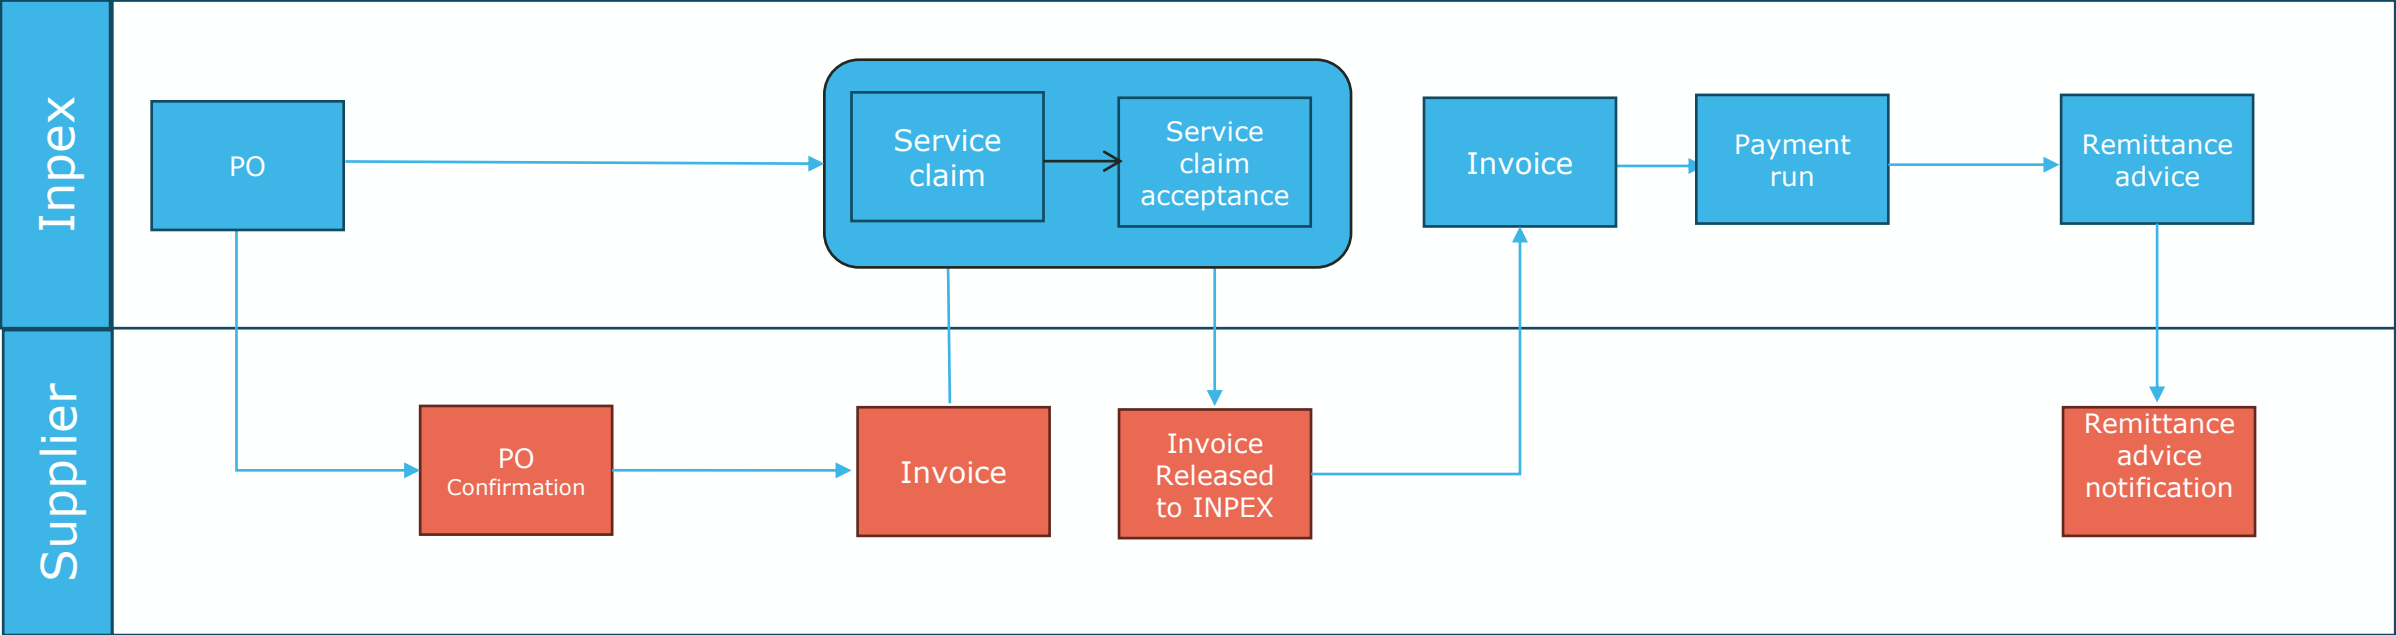 Inpex
PO
Service
claim
Service
claim
acceptance
Invoice
Payment
run
Remittance
advice
Supplier
PO
Confirmation
Invoice
Invoice
Released
to INPEX
Remittance
advice
notification